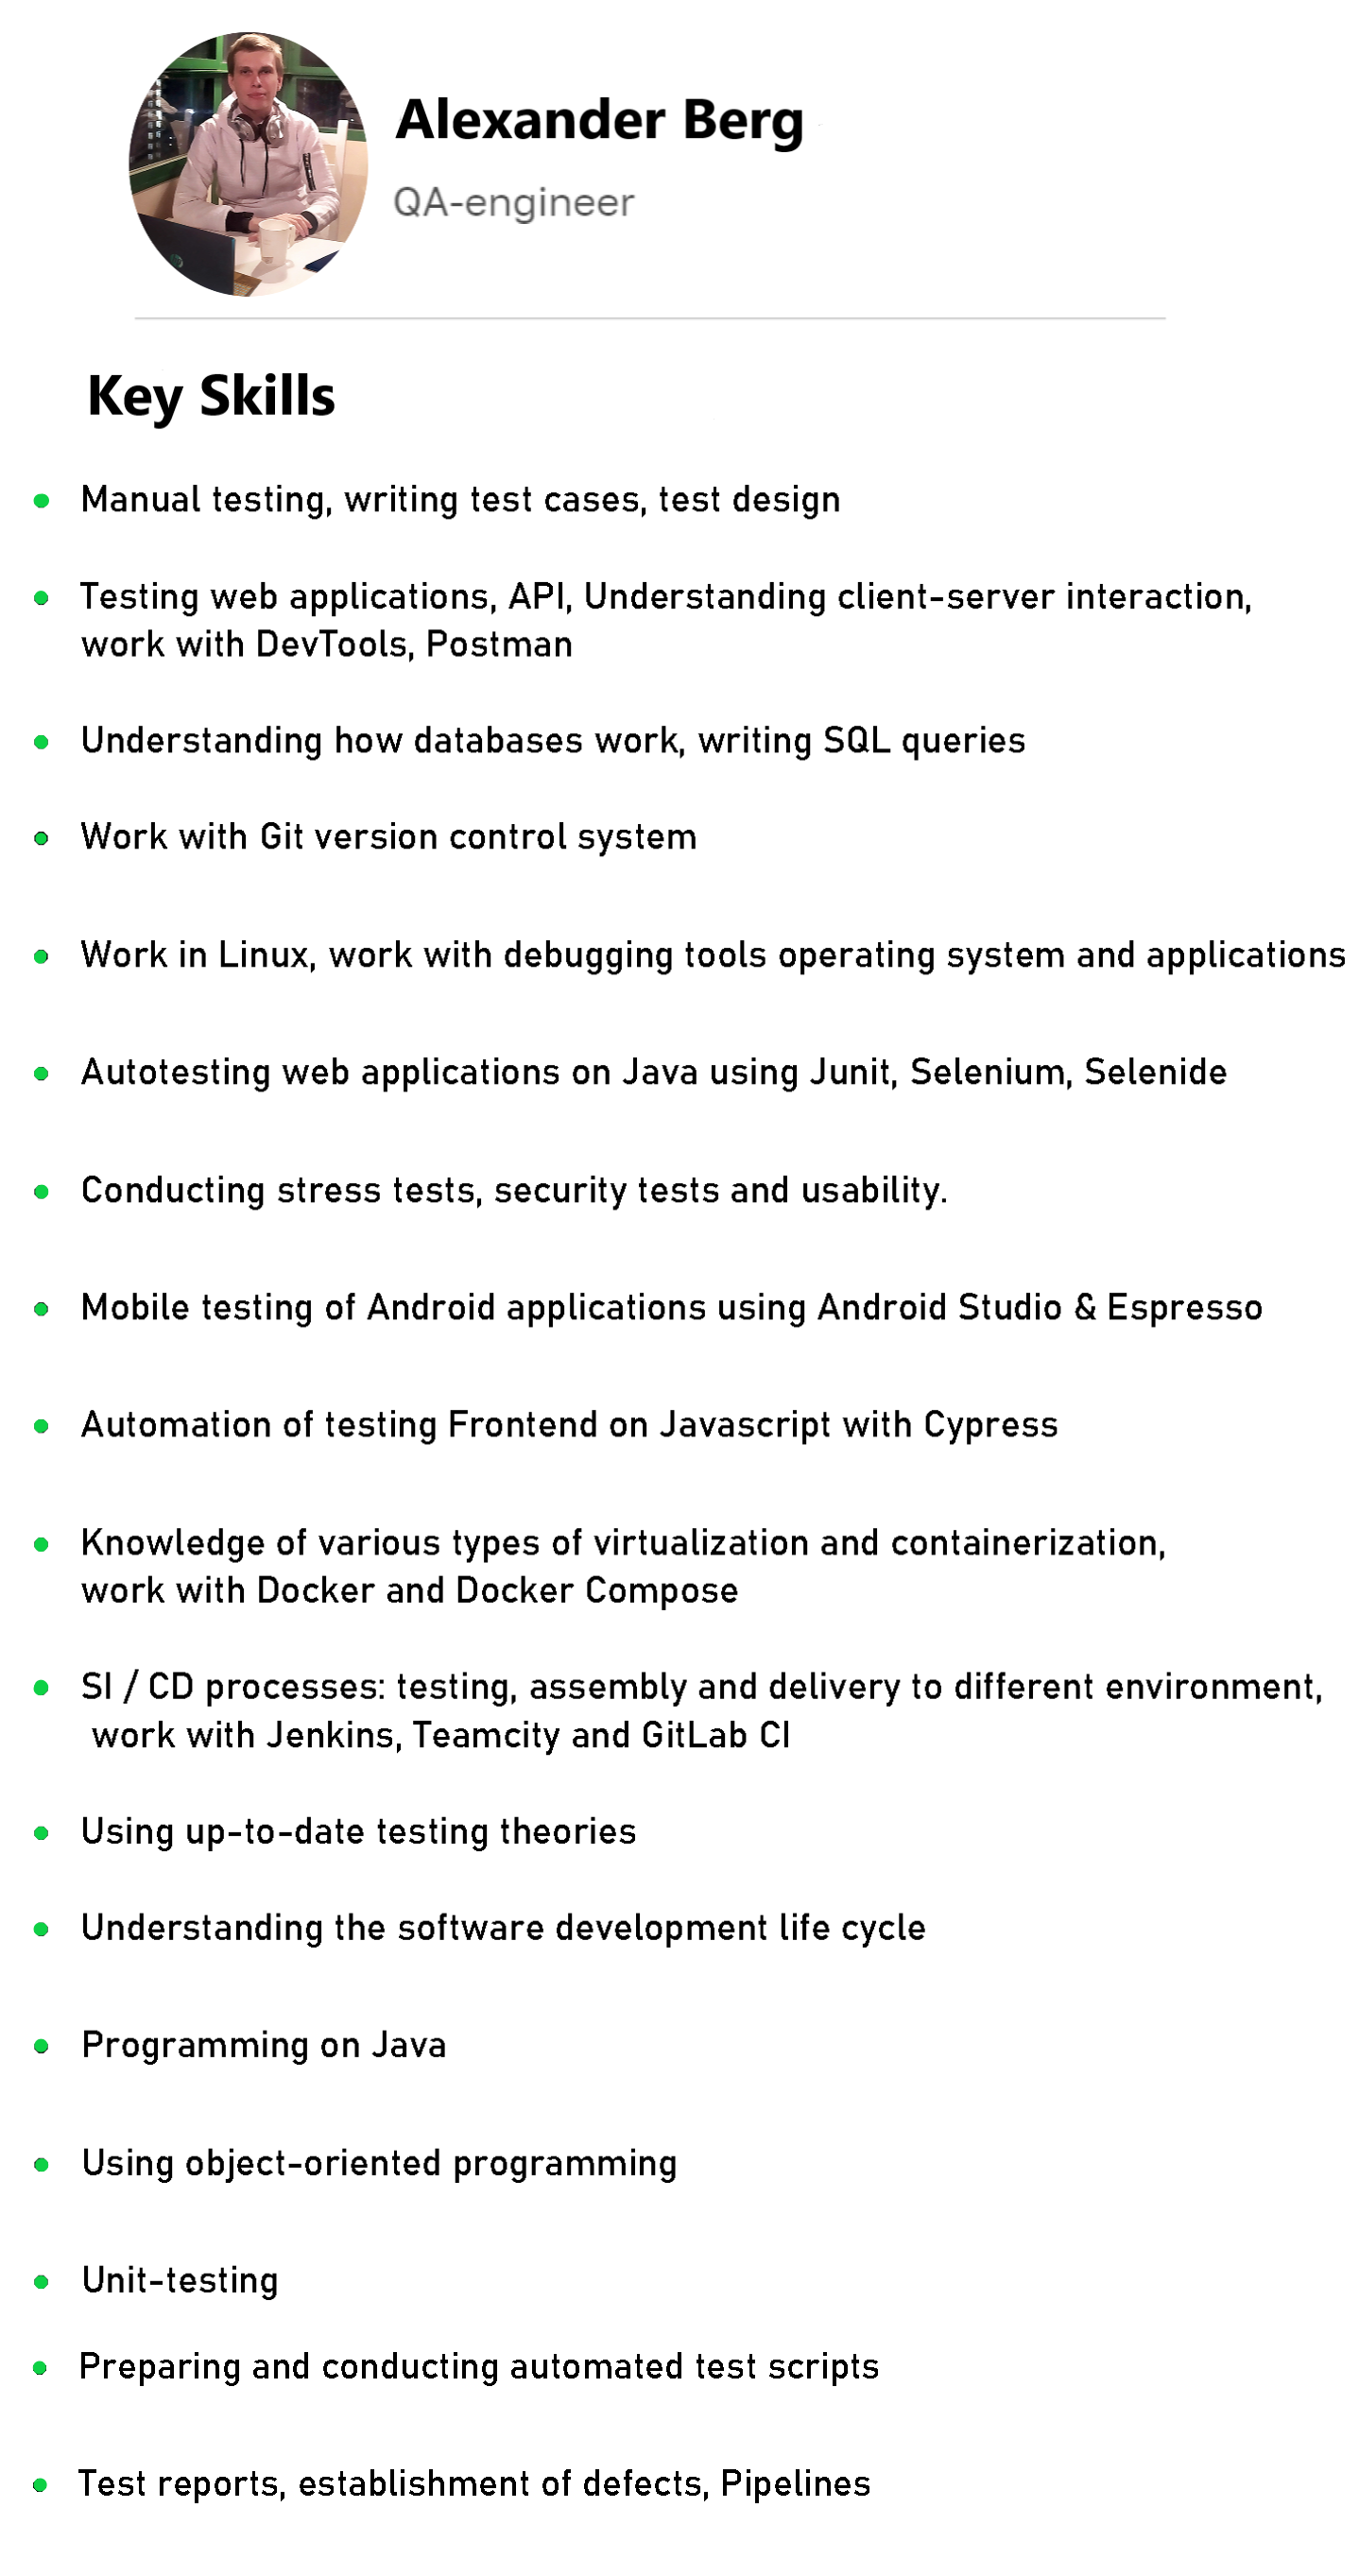 Alexander Berg
QA-engineer
Key Skills
Manual testing, writing test cases, test design
Testing web applications, API, Understanding client-server interaction,
work with DevTools, Postman
Understanding how databases work, writing SQL queries
Work with Git version control system
Work in Linux, work with debugging tools operating system and applications
Autotesting web applications on Java using Junit, Selenium, Selenide
Conducting stress tests, security tests and usability.
Mobile testing of Android applications using Android Studio & Espresso
Automation of testing Frontend on Javascript with Cypress
Knowledge of various types of virtualization and containerization,
work with Docker and Docker Compose
SI / CD processes: testing, assembly and delivery to different environment,
work with Jenkins, Teamcity and GitLab CI
Using up-to-date testing theories
Understanding the software development life cycle
Programming on Java
Using object-oriented programming
Unit-testing
Preparing and conducting automated test scripts
Test reports, establishment of defects, Pipelines